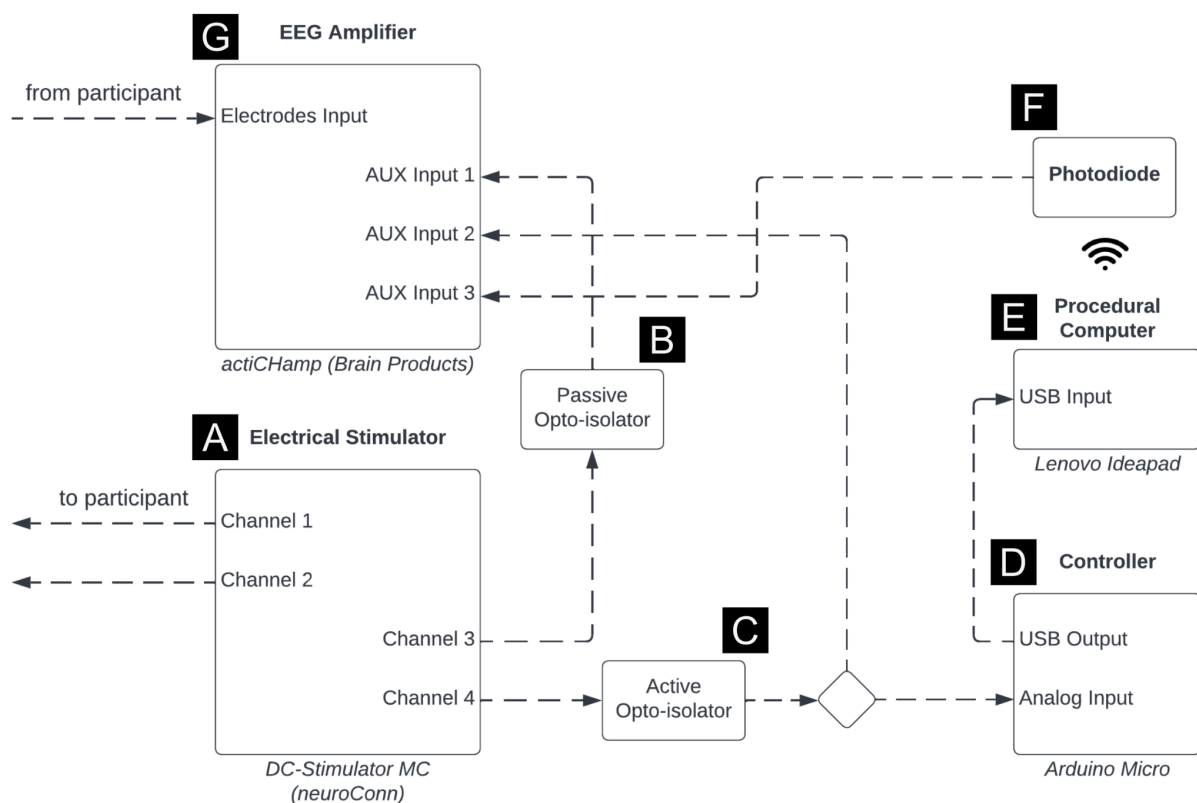 G
EEG Amplifier
from participant
Electrodes Input
AUX Input 1
AUX Input 2
AUX Input 3
actiCHamp (Brain Products)
F
Photodiode
E
Procedural
Computer
USB Input
Lenovo Ideapad
B
Passive
Opto-isolator
A
Electrical Stimulator
to participant
Channel 1
Channel 2
Channel 3
Channel 4
DC-Stimulator MC
(neuroConn)
C
Active
Opto-isolator
D
Controller
USB Output
Analog Input
Arduino Micro